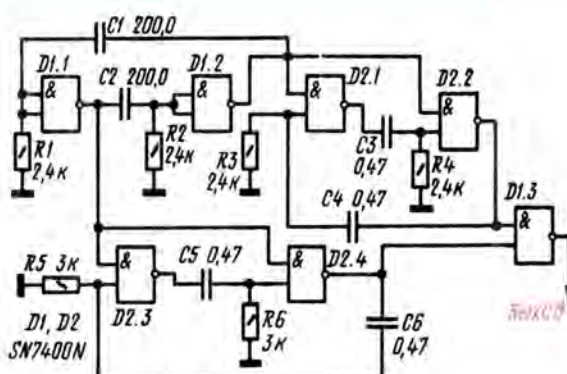 C1 200,0
D1.1
C2 200,0
D1.2
D2.1
D2.2
&
&
&
&
R1
2,4к
R2
2,4к
R3
2,4к
C3
0,47
R4
2,4к
C4 0,47
D1.3
&
R5 3к
&
C5 0,47
&
D2.4
D1, D2
SN7400N
D2.3
R6
3к
C6
0,47